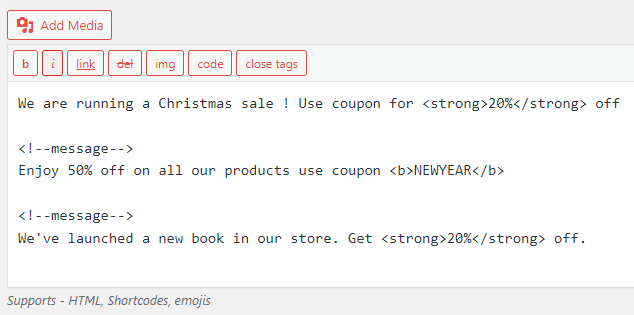 Add Media
b i link del img code close tags
We are running a Christmas sale ! Use coupon for <strong>20%</strong> off
<!--message-->
Enjoy 50% off on all our products use coupon <b>NEWYEAR</b>
<!--message-->
We've launched a new book in our store. Get <strong>20%</strong> off.
Supports - HTML, Shortcodes, emojis